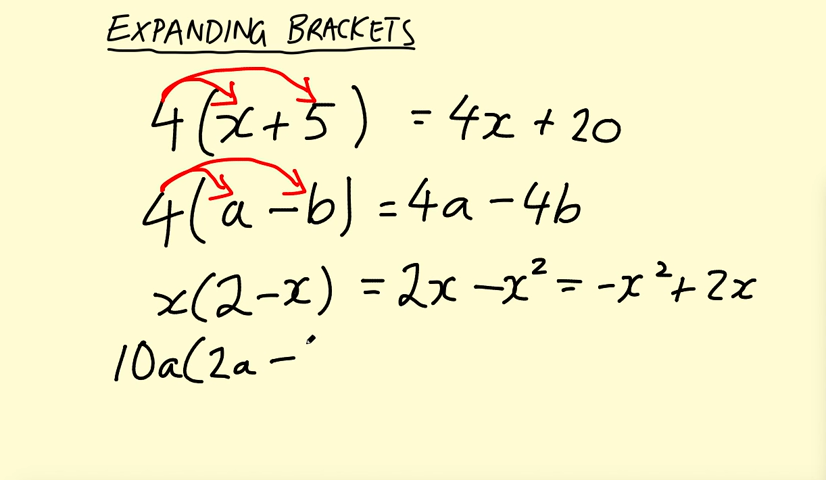 EXPANDING BRACKETS
4(x+5) = 4x + 20
4(a-b) = 4a - 4b
x(2-x) = 2x - x² = -x² + 2x
10a(2a -